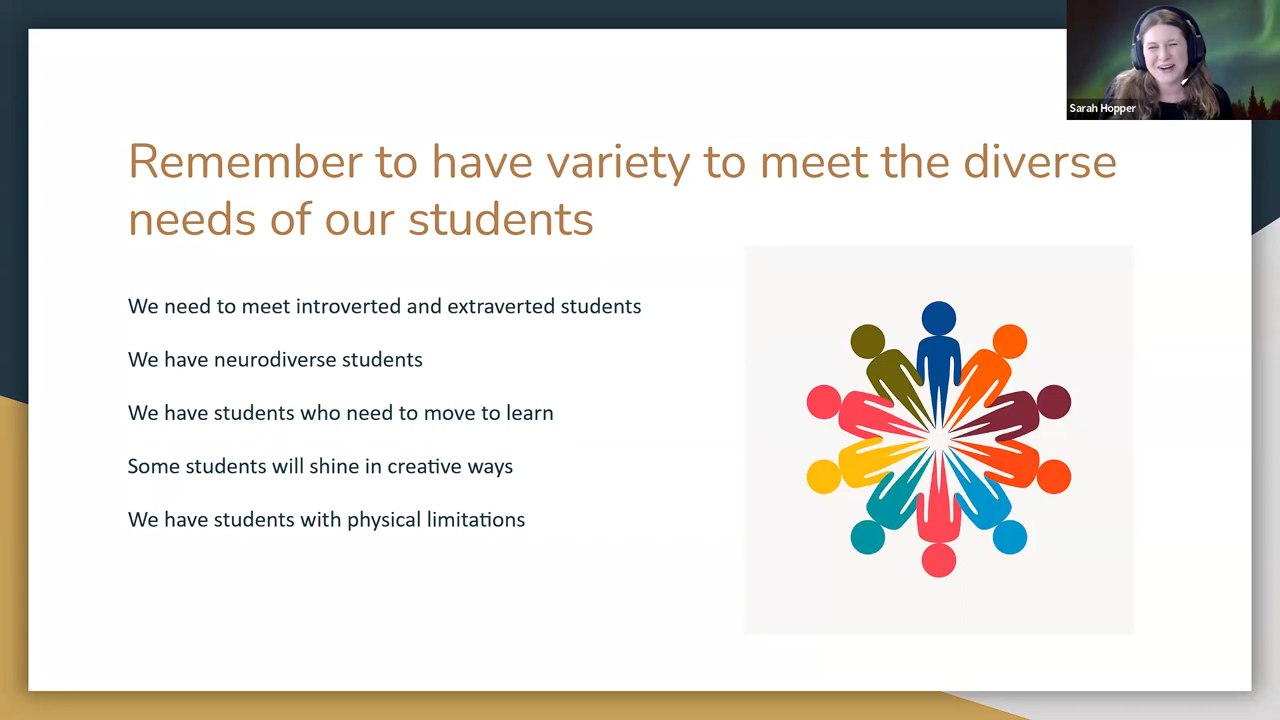 Sarah Hopper
Remember to have variety to meet the diverse
needs of our students
We need to meet introverted and extraverted students
We have neurodiverse students
We have students who need to move to learn
Some students will shine in creative ways
We have students with physical limitations